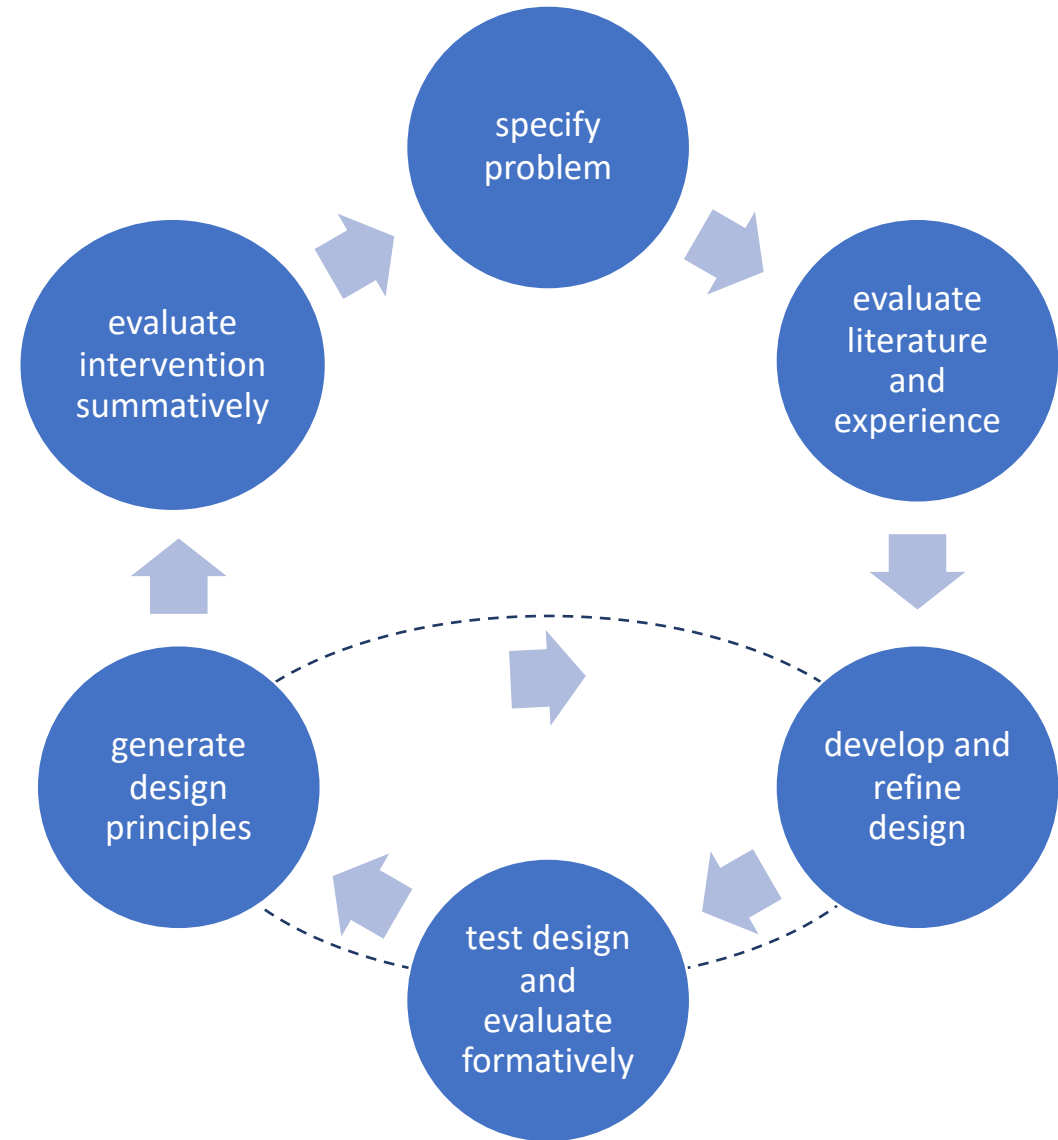 specify
problem
evaluate
literature
and
experience
develop and
refine
design
test design
and
evaluate
formatively
generate
design
principles
evaluate
intervention
summatively